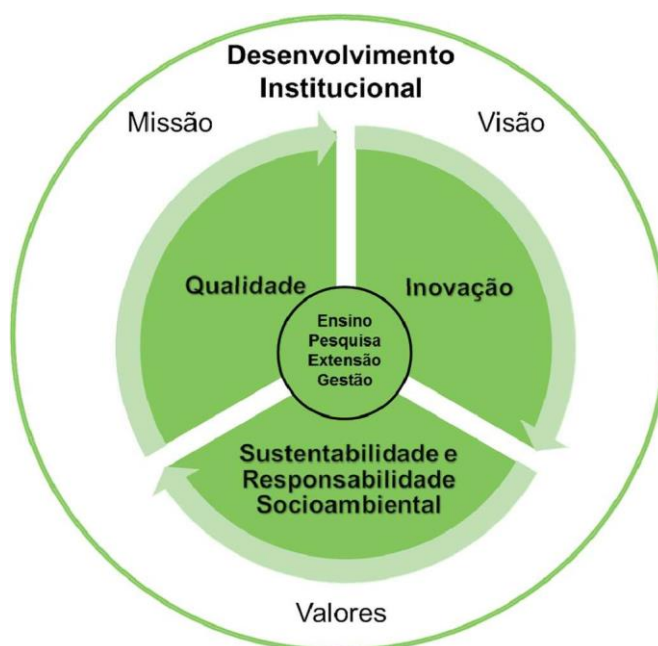 Desenvolvimento
Institucional
Missão
Visão
Qualidade
Inovação
Ensino
Pesquisa
Extensão
Gestão
Sustentabilidade e
Responsabilidade
Socioambiental
Valores